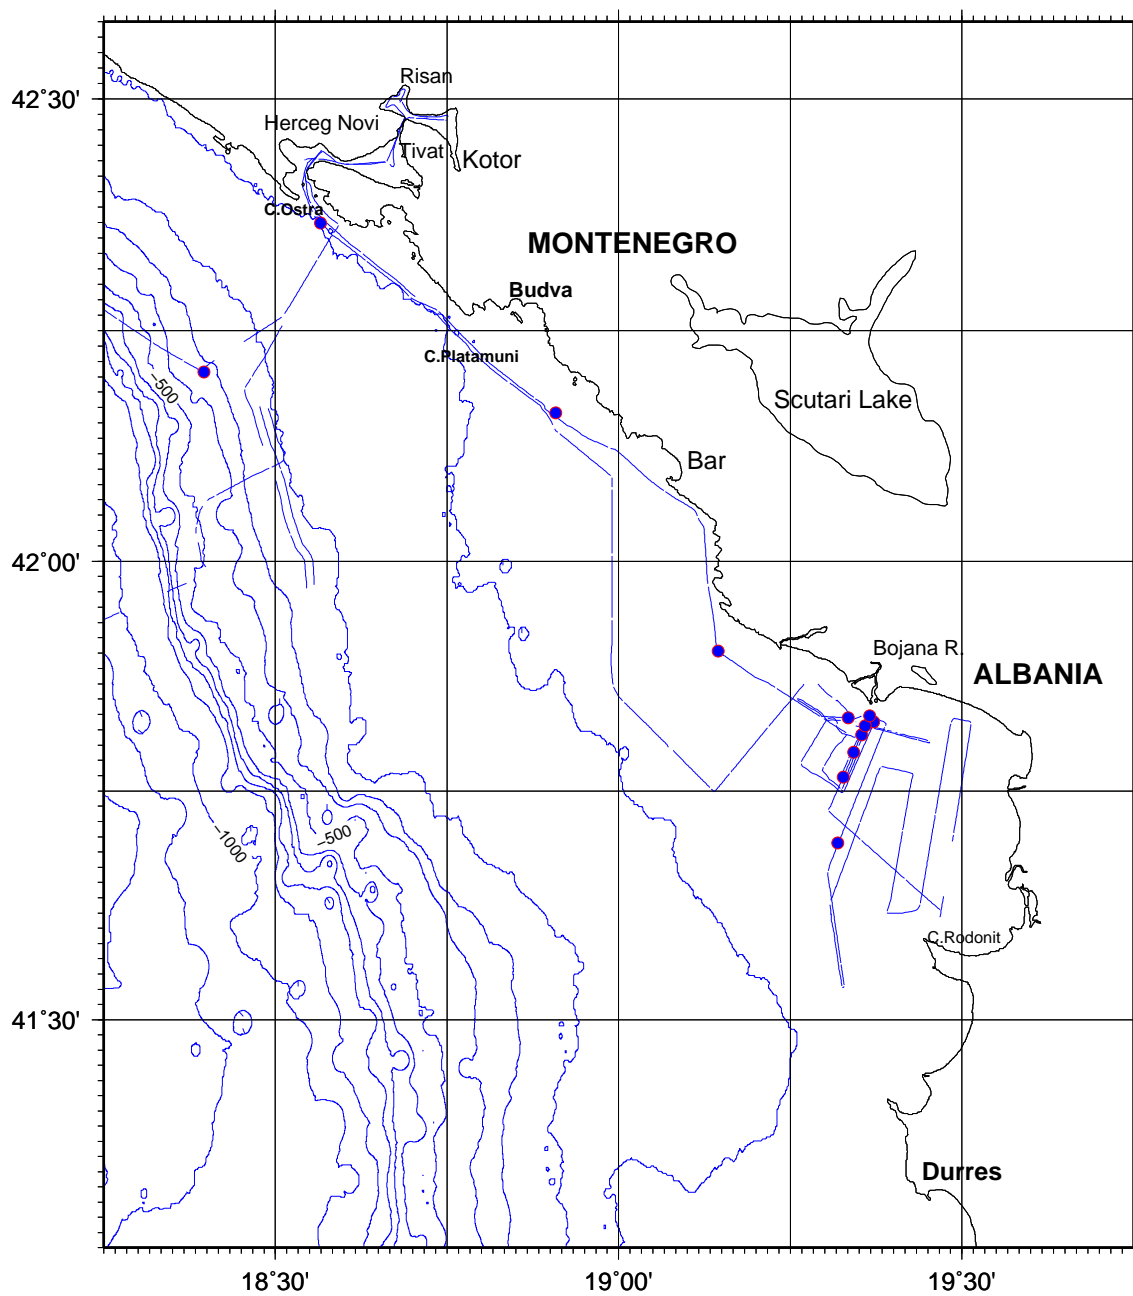 Risan
42°30'
Herceg Novi
Tivat
Kotor
C.Ostra
MONTENEGRO
Budva
C.Platamuni
-500
Scutari Lake
Bar
42°00'
Bojana R.
ALBANIA
-1000
-500
C.Rodonit
41°30'
Durres
18°30'
19°00'
19°30'